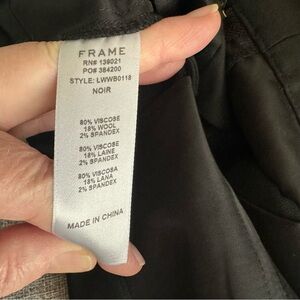 FRAME
RN# 139021
PO# 384200
STYLE: LWWB0118
NOIR
80% VISCOSE
18% WOOL
2% SPANDEX
80% VISCOSE
18% LAINE
2% SPANDEX
80% VISCOSA
18% LANA
2% SPANDEX
MADE IN CHINA